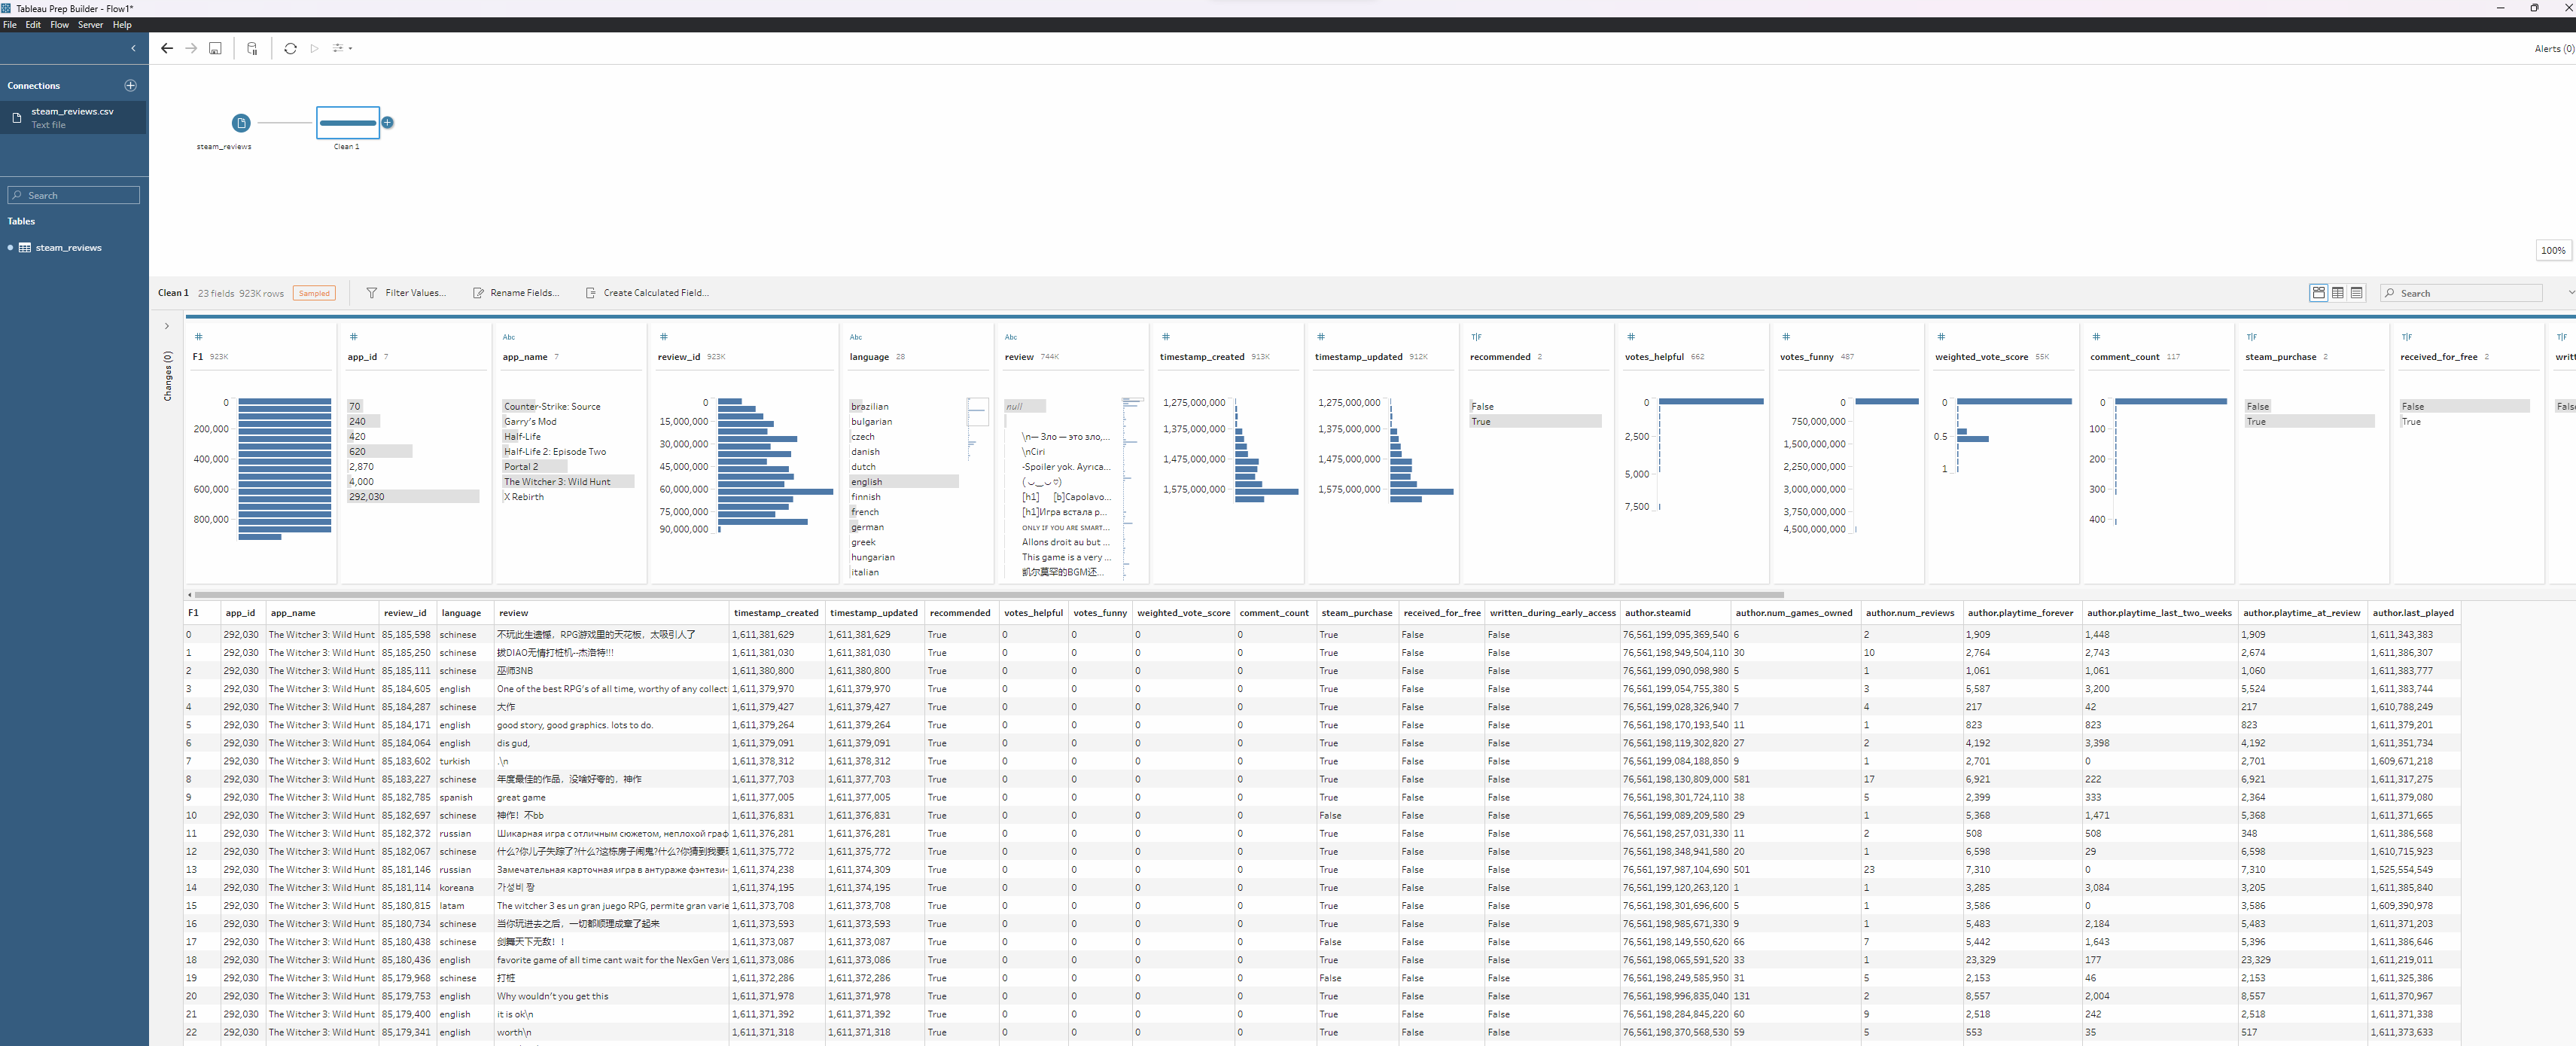 Tableau Prep Builder - Flow1*
File Edit Flow Server Help
Alerts (0)
Connections
steam_reviews.csv
Text file
Search
Tables
steam_reviews
steam_reviews
Clean 1
100%
Clean 1 23 fields 923K rows Sampled Filter Values... Rename Fields... Create Calculated Field... Search
Changes (0)
# # Abc # Abc Abc # # T|F # # # # T|F T|F T|F
F1 923K app_id 7 app_name 7 review_id 923K language 28 review 744K timestamp_created 913K timestamp_updated 912K recommended 2 votes_helpful 662 votes_funny 487 weighted_vote_score 55K comment_count 117 steam_purchase 2 received_for_free 2 writt
0
200,000
400,000
600,000
800,000
70
240
420
620
2,870
4,000
292,030
Counter-Strike: Source
Garry's Mod
Half-Life
Half-Life 2: Episode Two
Portal 2
The Witcher 3: Wild Hunt
X Rebirth
0
15,000,000
30,000,000
45,000,000
60,000,000
75,000,000
90,000,000
brazilian
bulgarian
czech
danish
dutch
english
finnish
french
german
greek
hungarian
italian
null
\n— Зло — это зло,...
\nCiri
-Spoiler yok. Ayrıca...
[h1] [b]Capolavo...
[h1]Игра встала р...
ONLY IF YOU ARE SMART...
Allons droit au but ...
This game is a very ...
凯尔莫罕的BGM还...
1,275,000,000
1,375,000,000
1,475,000,000
1,575,000,000
1,275,000,000
1,375,000,000
1,475,000,000
1,575,000,000
False
True
0
2,500
5,000
7,500
0
750,000,000
1,500,000,000
2,250,000,000
3,000,000,000
3,750,000,000
4,500,000,000
0
0.5
1
0
100
200
300
400
False
True
False
True
Fals
F1 app_id app_name review_id language review timestamp_created timestamp_updated recommended votes_helpful votes_funny weighted_vote_score comment_count steam_purchase received_for_free written_during_early_access author.steamid author.num_games_owned author.num_reviews author.playtime_forever author.playtime_last_two_weeks author.playtime_at_review author.last_played
0 292,030 The Witcher 3: Wild Hunt 85,185,598 schinese 不玩此生遗憾，RPG游戏里的天花板，太吸引人了 1,611,381,629 1,611,381,629 True 0 0 0 0 True False False 76,561,199,095,369,540 6 2 1,909 1,448 1,909 1,611,343,383
1 292,030 The Witcher 3: Wild Hunt 85,185,250 schinese 拔DIAO无情打桩机--杰洛特!!! 1,611,381,030 1,611,381,030 True 0 0 0 0 True False False 76,561,198,949,504,110 30 10 2,764 2,743 2,674 1,611,386,307
2 292,030 The Witcher 3: Wild Hunt 85,185,111 schinese 巫师3NB 1,611,380,800 1,611,380,800 True 0 0 0 0 True False False 76,561,199,090,098,980 5 1 1,061 1,061 1,060 1,611,383,777
3 292,030 The Witcher 3: Wild Hunt 85,184,605 english One of the best RPG's of all time, worthy of any collecti 1,611,379,970 1,611,379,970 True 0 0 0 0 True False False 76,561,199,054,755,380 5 3 5,587 3,200 5,524 1,611,383,744
4 292,030 The Witcher 3: Wild Hunt 85,184,287 schinese 大作 1,611,379,427 1,611,379,427 True 0 0 0 0 True False False 76,561,199,028,326,940 7 4 217 42 217 1,610,788,249
5 292,030 The Witcher 3: Wild Hunt 85,184,171 english good story, good graphics. lots to do. 1,611,379,264 1,611,379,264 True 0 0 0 0 True False False 76,561,198,170,193,540 11 1 823 823 823 1,611,379,201
6 292,030 The Witcher 3: Wild Hunt 85,184,064 english dis gud, 1,611,379,091 1,611,379,091 True 0 0 0 0 True False False 76,561,198,119,302,820 27 2 4,192 3,398 4,192 1,611,351,734
7 292,030 The Witcher 3: Wild Hunt 85,183,602 turkish .\n 1,611,378,312 1,611,378,312 True 0 0 0 0 True False False 76,561,199,084,188,850 9 1 2,701 0 2,701 1,609,671,218
8 292,030 The Witcher 3: Wild Hunt 85,183,227 schinese 年度最佳的作品，没啥好夸的，神作 1,611,377,703 1,611,377,703 True 0 0 0 0 True False False 76,561,198,130,809,000 581 17 6,921 222 6,921 1,611,317,275
9 292,030 The Witcher 3: Wild Hunt 85,182,785 spanish great game 1,611,377,005 1,611,377,005 True 0 0 0 0 True False False 76,561,198,301,724,110 38 5 2,399 333 2,364 1,611,379,080
10 292,030 The Witcher 3: Wild Hunt 85,182,697 schinese 神作！不bb 1,611,376,831 1,611,376,831 True 0 0 0 0 False False False 76,561,199,089,209,580 29 1 5,368 1,471 5,368 1,611,371,665
11 292,030 The Witcher 3: Wild Hunt 85,182,372 russian Шикарная игра с отличным сюжетом, неплохой граф 1,611,376,281 1,611,376,281 True 0 0 0 0 True False False 76,561,198,257,031,330 11 2 508 508 348 1,611,386,568
12 292,030 The Witcher 3: Wild Hunt 85,182,067 schinese 什么?你儿子失踪了?什么?这栋房子闹鬼?什么?你猜到我要 1,611,375,772 1,611,375,772 True 0 0 0 0 True False False 76,561,198,348,941,580 20 1 6,598 29 6,598 1,610,715,923
13 292,030 The Witcher 3: Wild Hunt 85,181,146 russian Замечательная карточная игра в антураже фэнтези- 1,611,374,238 1,611,374,309 True 0 0 0 0 True False False 76,561,197,987,104,690 501 23 7,310 0 7,310 1,525,554,549
14 292,030 The Witcher 3: Wild Hunt 85,181,114 koreana 가성비 짱 1,611,374,195 1,611,374,195 True 0 0 0 0 True False False 76,561,199,120,263,120 1 1 3,285 3,084 3,205 1,611,385,840
15 292,030 The Witcher 3: Wild Hunt 85,180,815 latam The witcher 3 es un gran juego RPG, permite gran varie 1,611,373,708 1,611,373,708 True 0 0 0 0 True False False 76,561,198,301,696,600 5 1 3,586 0 3,586 1,609,390,978
16 292,030 The Witcher 3: Wild Hunt 85,180,734 schinese 当你玩进去之后，一切都顺理成章了起来 1,611,373,593 1,611,373,593 True 0 0 0 0 True False False 76,561,198,985,671,330 9 1 5,483 2,184 5,483 1,611,371,203
17 292,030 The Witcher 3: Wild Hunt 85,180,438 schinese 剑舞天下无敌！！ 1,611,373,087 1,611,373,087 True 0 0 0 0 False False False 76,561,198,149,550,620 66 7 5,442 1,643 5,396 1,611,386,646
18 292,030 The Witcher 3: Wild Hunt 85,180,436 english favorite game of all time cant wait for the NexGen Vers 1,611,373,086 1,611,373,086 True 0 0 0 0 True False False 76,561,198,065,591,520 33 1 23,329 177 23,329 1,611,219,011
19 292,030 The Witcher 3: Wild Hunt 85,179,968 schinese 打桩 1,611,372,286 1,611,372,286 True 0 0 0 0 False False False 76,561,198,249,585,950 31 5 2,153 46 2,153 1,611,325,386
20 292,030 The Witcher 3: Wild Hunt 85,179,753 english Why wouldn't you get this 1,611,371,978 1,611,371,978 True 0 0 0 0 True False False 76,561,198,996,835,040 131 2 8,557 2,004 8,557 1,611,370,967
21 292,030 The Witcher 3: Wild Hunt 85,179,400 english it is ok\n 1,611,371,392 1,611,371,392 True 0 0 0 0 True False False 76,561,198,284,845,220 60 9 2,518 242 2,518 1,611,371,338
22 292,030 The Witcher 3: Wild Hunt 85,179,341 english worth\n 1,611,371,318 1,611,371,318 True 0 0 0 0 True False False 76,561,198,370,568,530 59 5 553 35 517 1,611,373,633